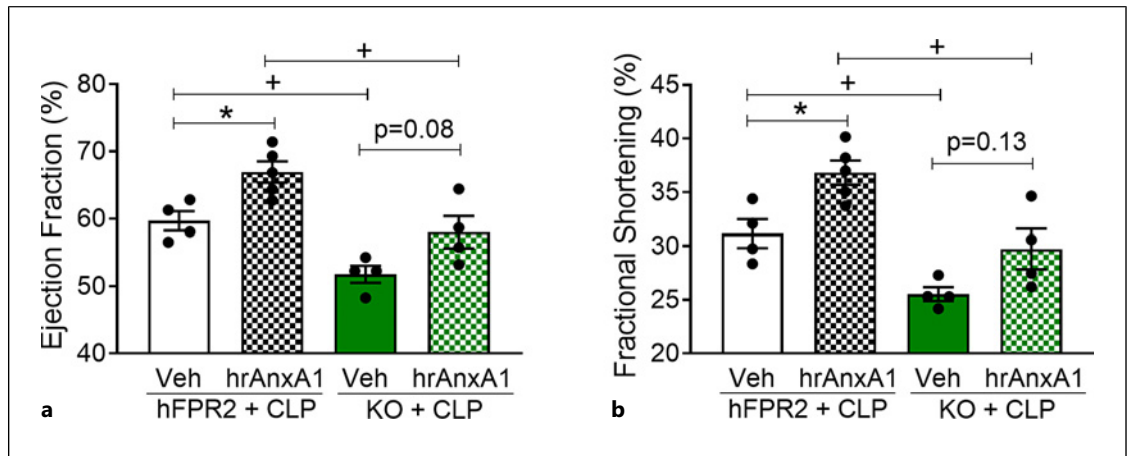 +
+
*
p=0.08
Ejection Fraction (%)
80
70
60
50
40
Veh hrAnxA1 Veh hrAnxA1
hFPR2 + CLP KO + CLP
a
+
+
*
p=0.13
Fractional Shortening (%)
45
40
35
30
25
20
Veh hrAnxA1 Veh hrAnxA1
hFPR2 + CLP KO + CLP
b